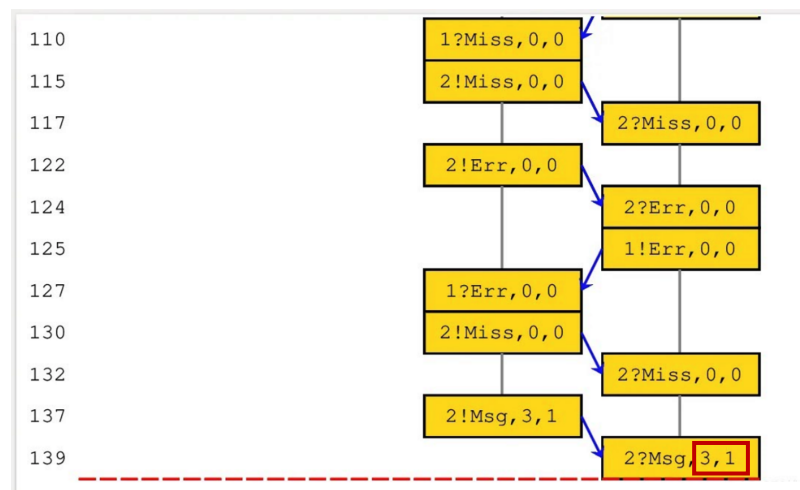 110 1?Miss,0,0
115 2!Miss,0,0
117 2?Miss,0,0
122 2!Err,0,0
124 2?Err,0,0
125 1!Err,0,0
127 1?Err,0,0
130 2!Miss,0,0
132 2?Miss,0,0
137 2!Msg,3,1
139 2?Msg,3,1